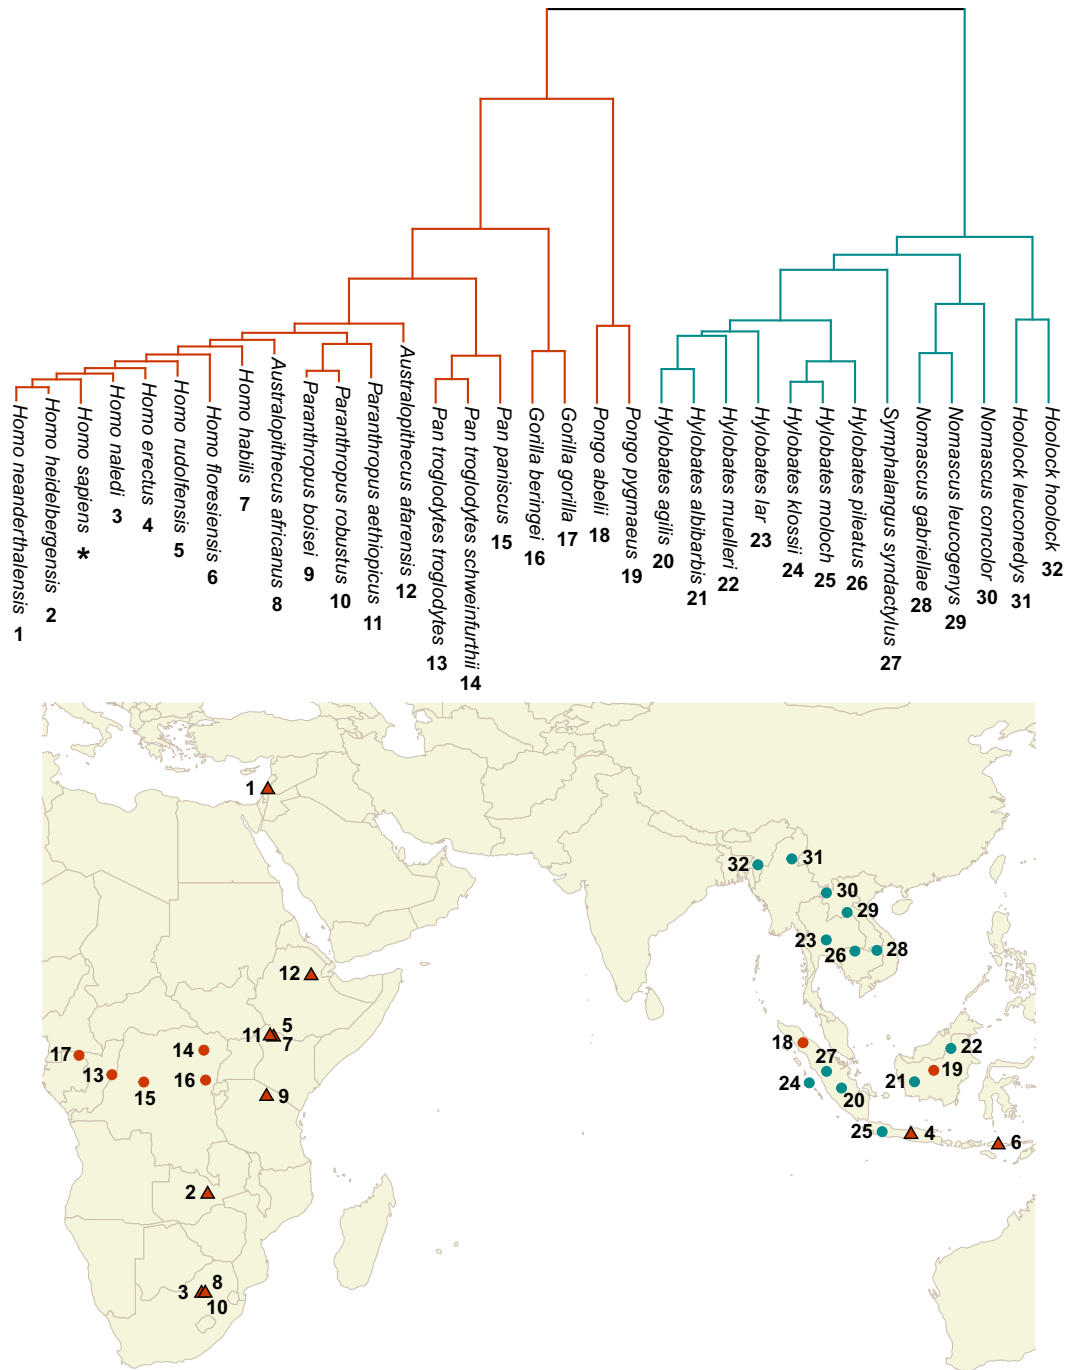 Homo neanderthalensis 1
Homo heidelbergensis 2
Homo sapiens *
Homo naledi 3
Homo erectus 4
Homo rudolfensis 5
Homo floresiensis 6
Homo habilis 7
Australopithecus africanus 8
Paranthropus boisei 9
Paranthropus robustus 10
Paranthropus aethiopicus 11
Australopithecus afarensis 12
Pan troglodytes troglodytes 13
Pan troglodytes schweinfurthii 14
Pan paniscus 15
Gorilla beringei 16
Gorilla gorilla 17
Pongo abelii 18
Pongo pygmaeus 19
Hylobates agilis 20
Hylobates albibarbis 21
Hylobates muelleri 22
Hylobates lar 23
Hylobates klossii 24
Hylobates moloch 25
Hylobates pileatus 26
Symphalangus syndactylus 27
Nomascus gabriellae 28
Nomascus leucogenys 29
Nomascus concolor 30
Hoolock leuconedys 31
Hoolock hoolock 32
1
32
31
30
29
23
26
28
12
5
11
7
17
14
13
16
15
9
18
27
22
19
24
21
20
25
4
6
2
8
3
10